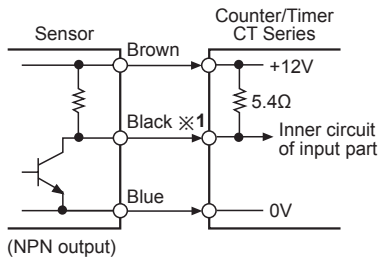 Counter/Timer
Sensor
CT Series
Brown
+12V
5.4Ω
Black ※1
Inner circuit
of input part
Blue
0V
(NPN output)